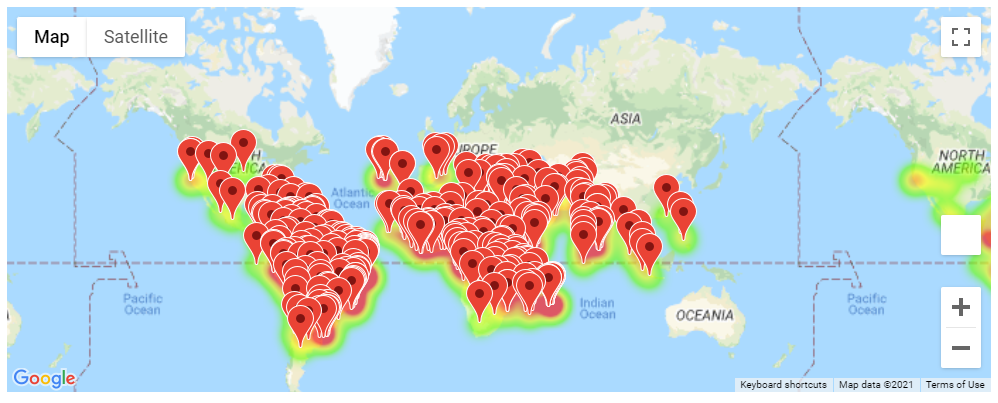 Map
Satellite
ASIA
Atlantic
Ocean
NORTH
AMERICA
Pacific
Ocean
Indian
Ocean
OCEANIA
Pacific
Ocean
Google
Keyboard shortcuts
Map data ©2021
Terms of Use